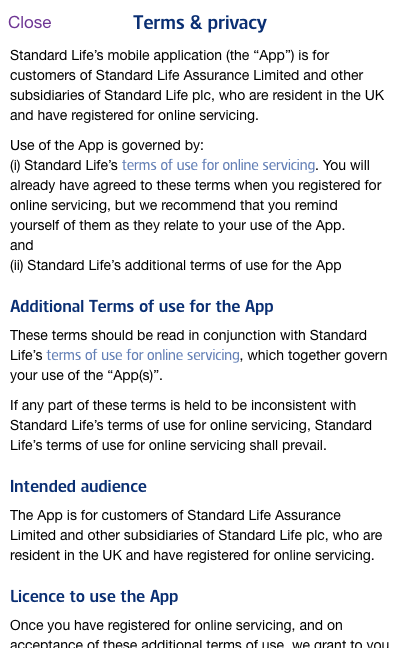 Close
Terms & privacy
Standard Life’s mobile application (the “App”) is for
customers of Standard Life Assurance Limited and other
subsidiaries of Standard Life plc, who are resident in the UK
and have registered for online servicing.
Use of the App is governed by:
(i) Standard Life’s terms of use for online servicing. You will
already have agreed to these terms when you registered for
online servicing, but we recommend that you remind
yourself of them as they relate to your use of the App.
and
(ii) Standard Life’s additional terms of use for the App
Additional Terms of use for the App
These terms should be read in conjunction with Standard
Life’s terms of use for online servicing, which together govern
your use of the “App(s)”.
If any part of these terms is held to be inconsistent with
Standard Life’s terms of use for online servicing, Standard
Life’s terms of use for online servicing shall prevail.
Intended audience
The App is for customers of Standard Life Assurance
Limited and other subsidiaries of Standard Life plc, who are
resident in the UK and have registered for online servicing.
Licence to use the App
Once you have registered for online servicing, and on
acceptance of these additional terms of use, we grant to you